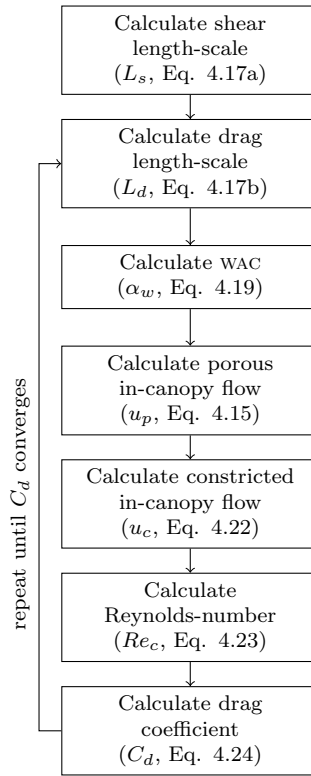 Calculate shear
length-scale
(L_s, Eq. 4.17a)
Calculate drag
length-scale
(L_d, Eq. 4.17b)
Calculate WAC
(α_w, Eq. 4.19)
Calculate porous
in-canopy flow
(u_p, Eq. 4.15)
Calculate constricted
in-canopy flow
(u_c, Eq. 4.22)
Calculate
Reynolds-number
(Re_c, Eq. 4.23)
Calculate drag
coefficient
(C_d, Eq. 4.24)
repeat until C_d converges